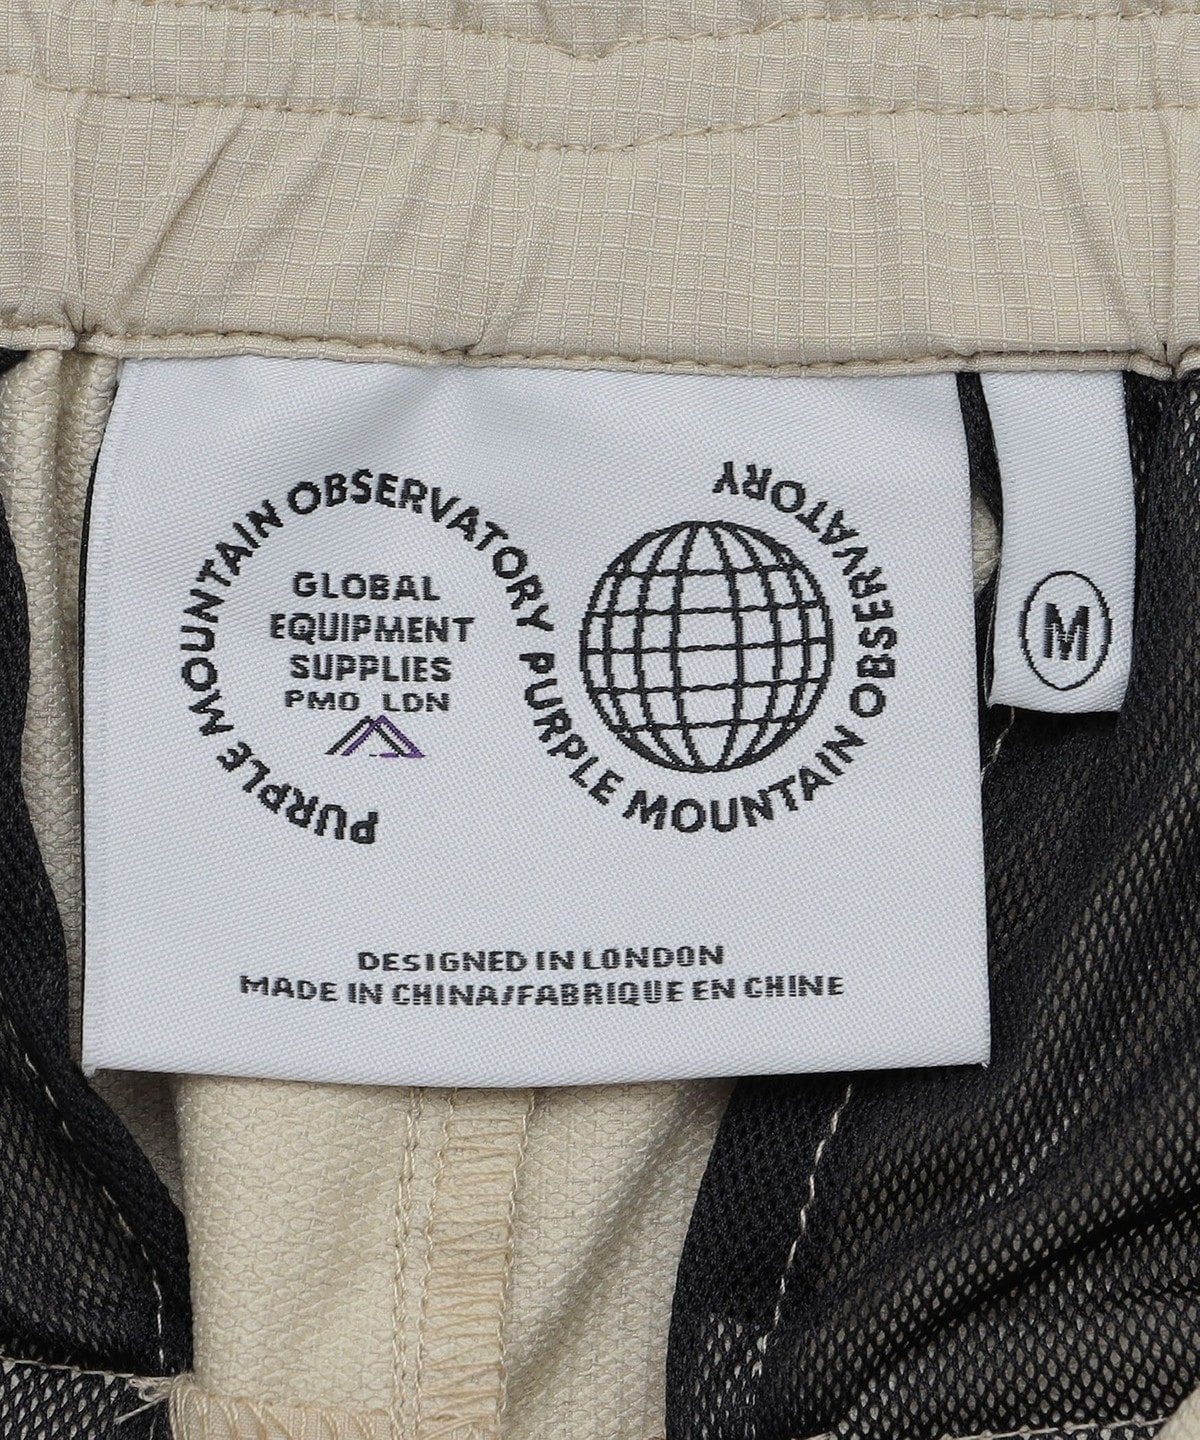 PURPLE MOUNTAIN OBSERVATORY PURPLE MOUNTAIN OBSERVATORY
GLOBAL
EQUIPMENT
SUPPLIES
PMO LDN
M
DESIGNED IN LONDON
MADE IN CHINA/FABRIQUE EN CHINE